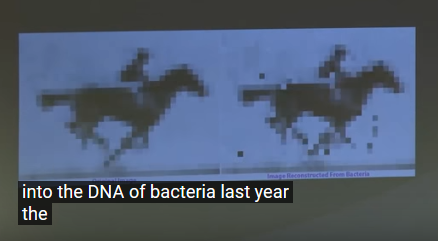 Image Reconstructed From Bacteria
into the DNA of bacteria last year
the